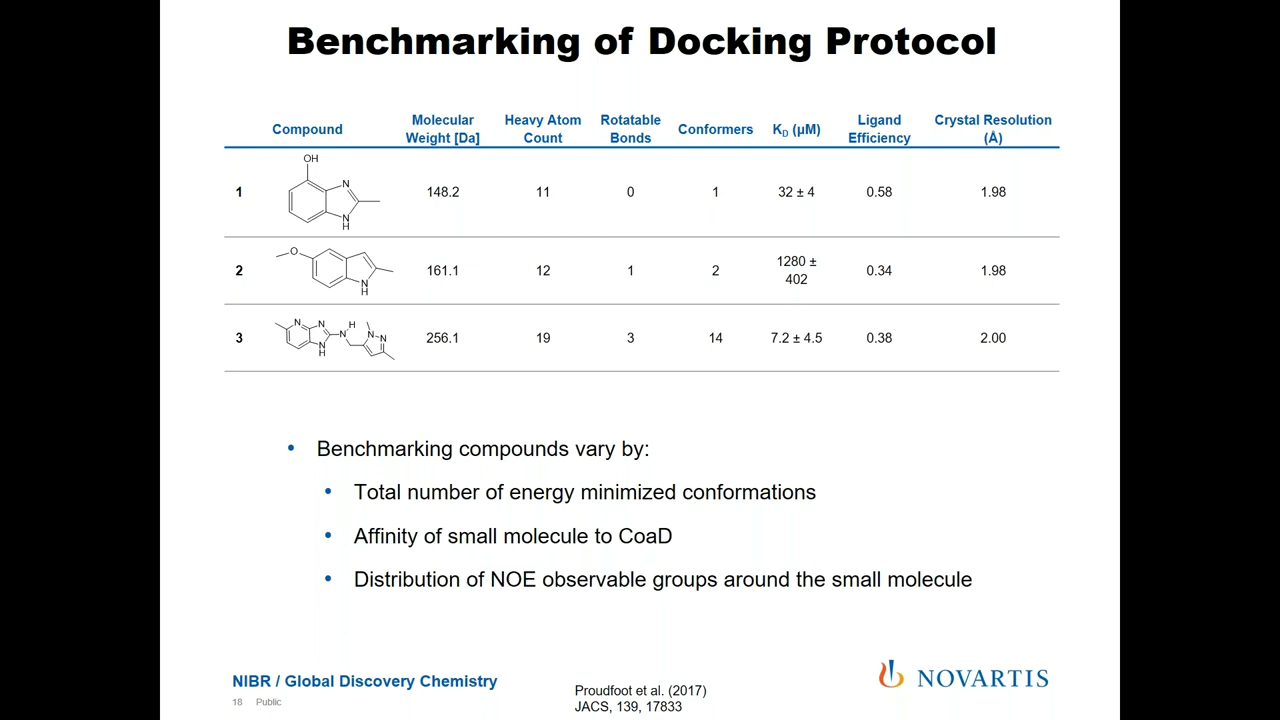 Benchmarking of Docking Protocol
Compound Molecular Weight [Da] Heavy Atom Count Rotatable Bonds Conformers KD (µM) Ligand Efficiency Crystal Resolution (Å)
1 OH N N H 148.2 11 0 1 32 ± 4 0.58 1.98
2 O N H 161.1 12 1 2 1280 ± 402 0.34 1.98
3 N N N H N H N N 256.1 19 3 14 7.2 ± 4.5 0.38 2.00
• Benchmarking compounds vary by:
• Total number of energy minimized conformations
• Affinity of small molecule to CoaD
• Distribution of NOE observable groups around the small molecule
NIBR / Global Discovery Chemistry
18 Public
Proudfoot et al. (2017)
JACS, 139, 17833
NOVARTIS